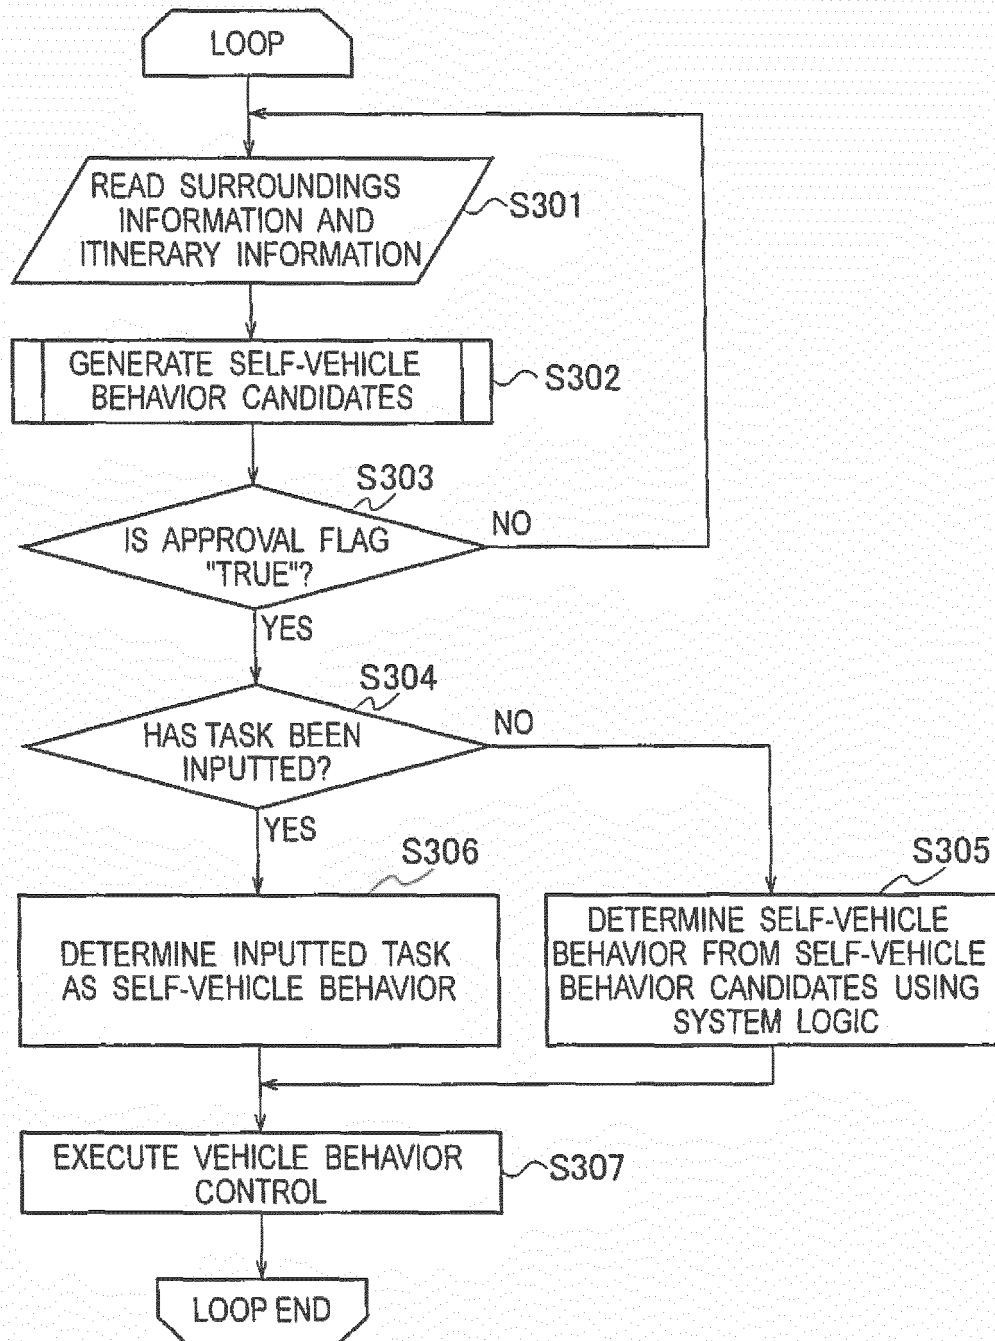 LOOP
READ SURROUNDINGS
INFORMATION AND
ITINERARY INFORMATION
S301
GENERATE SELF-VEHICLE
BEHAVIOR CANDIDATES
S302
S303
IS APPROVAL FLAG
"TRUE"?
NO
YES
S304
HAS TASK BEEN
INPUTTED?
NO
YES
S306
DETERMINE INPUTTED TASK
AS SELF-VEHICLE BEHAVIOR
S305
DETERMINE SELF-VEHICLE
BEHAVIOR FROM SELF-VEHICLE
BEHAVIOR CANDIDATES USING
SYSTEM LOGIC
EXECUTE VEHICLE BEHAVIOR
CONTROL
S307
LOOP END